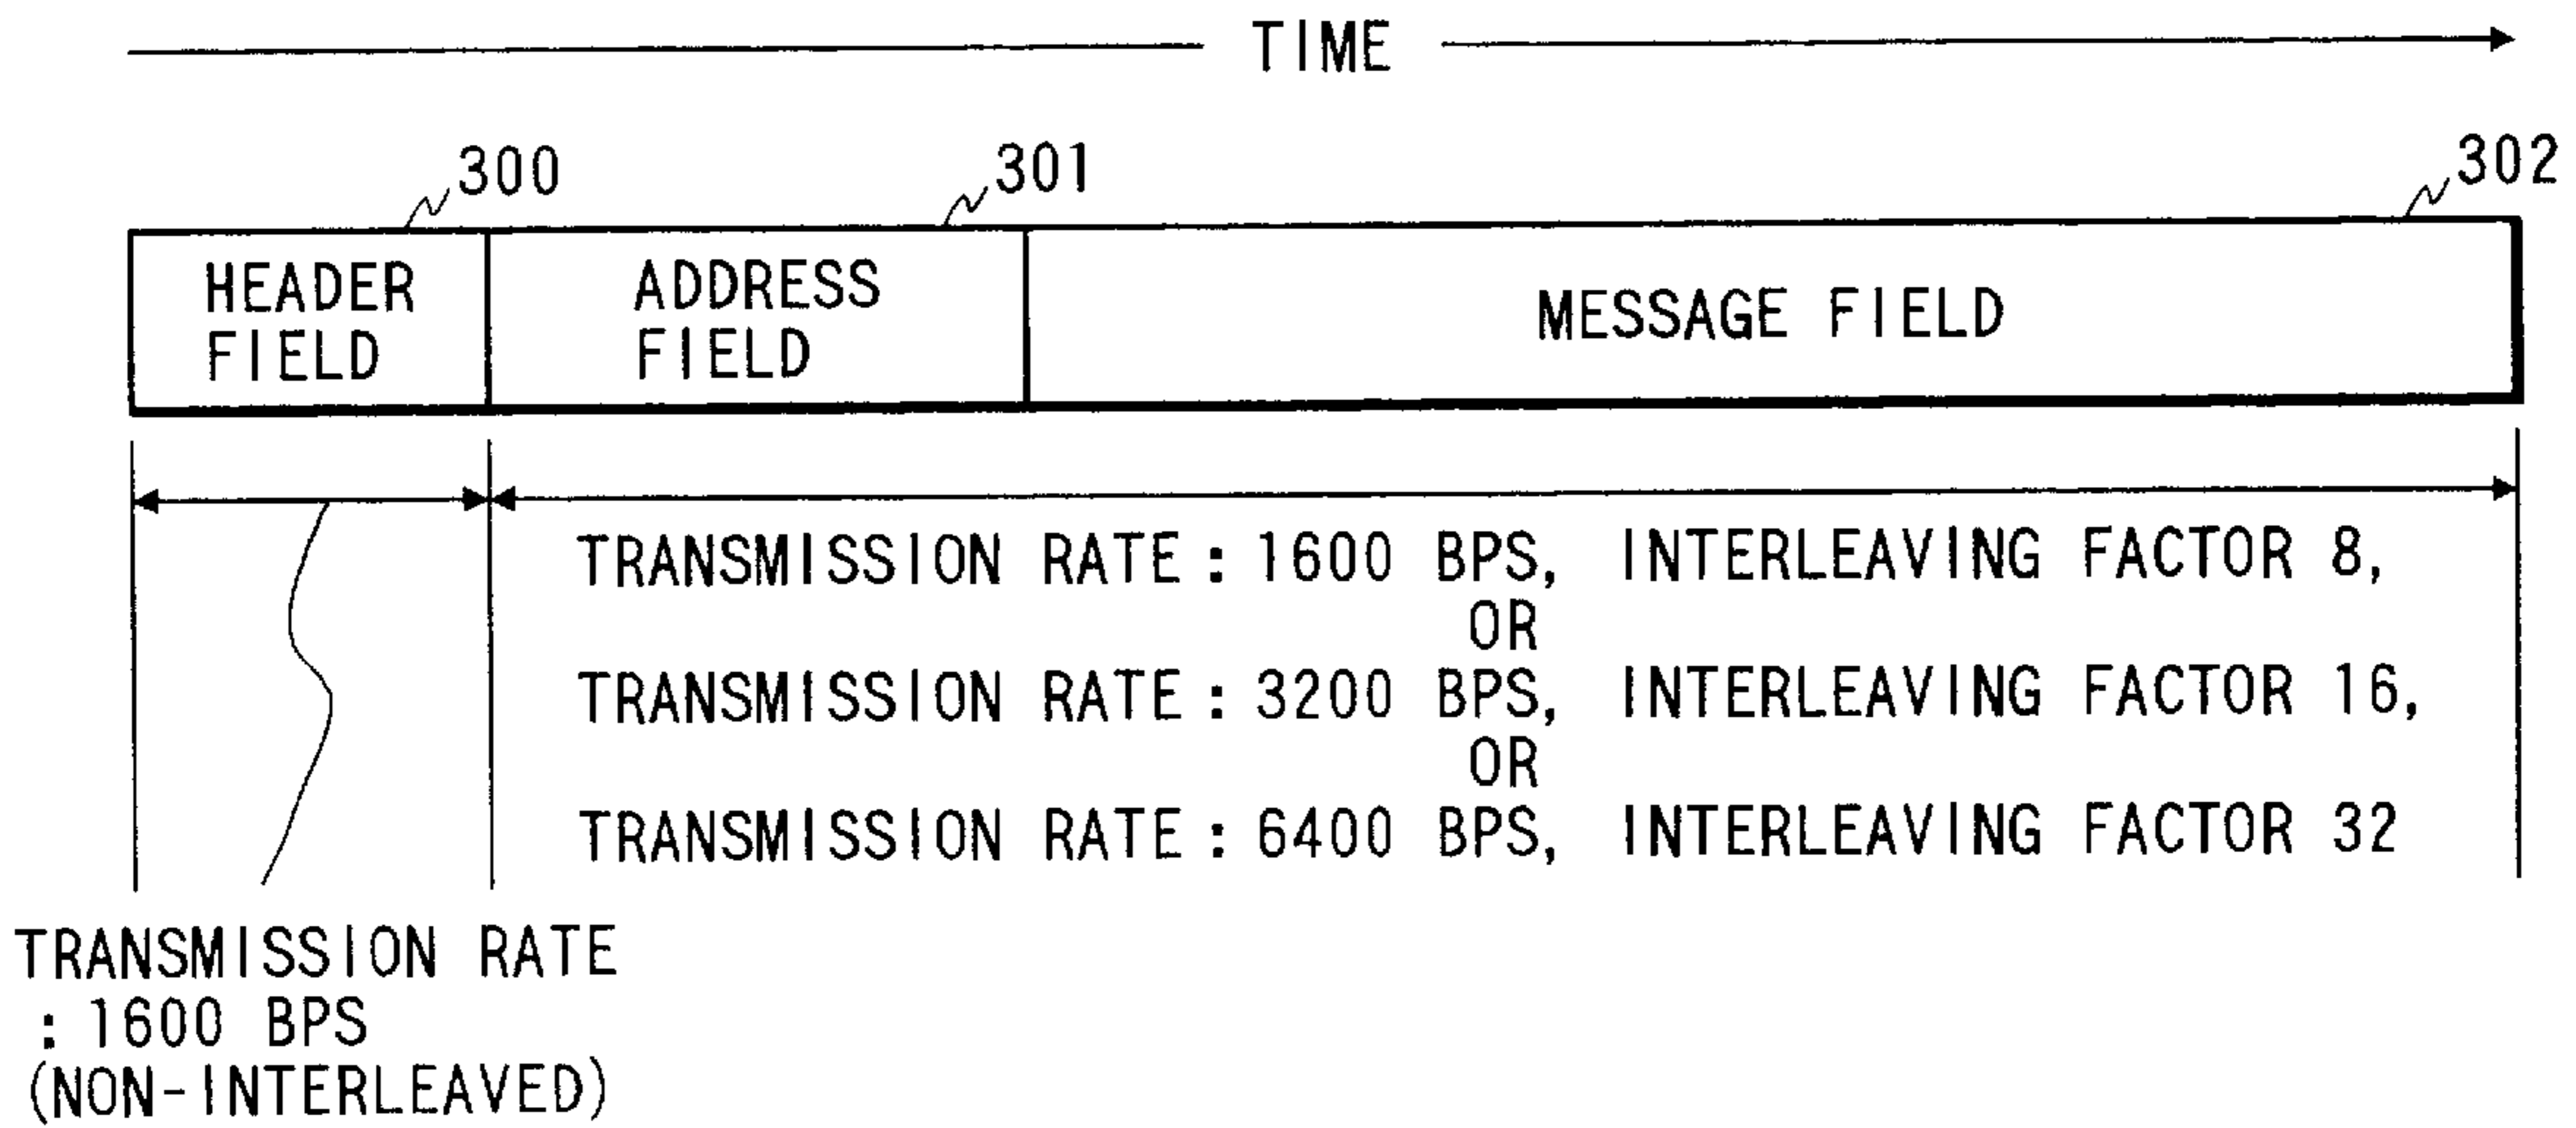 TIME
300
301
302
HEADER
FIELD
ADDRESS
FIELD
MESSAGE FIELD
TRANSMISSION RATE : 1600 BPS, INTERLEAVING FACTOR 8,
OR
TRANSMISSION RATE : 3200 BPS, INTERLEAVING FACTOR 16,
OR
TRANSMISSION RATE : 6400 BPS, INTERLEAVING FACTOR 32
TRANSMISSION RATE
: 1600 BPS
(NON-INTERLEAVED)